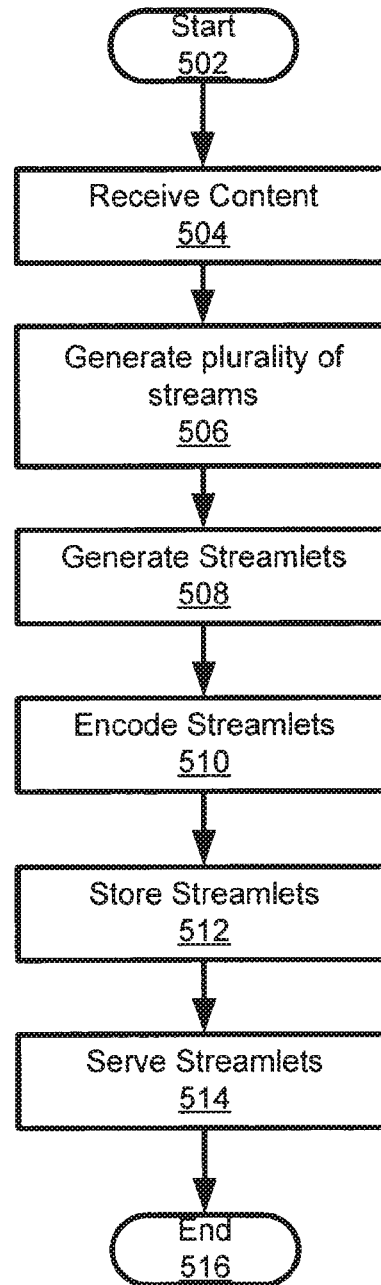 Start
502
Receive Content
504
Generate plurality of
streams
506
Generate Streamlets
508
Encode Streamlets
510
Store Streamlets
512
Serve Streamlets
514
End
516